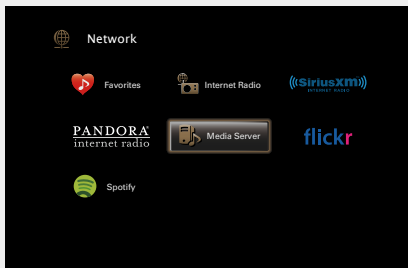 Network
Favorites
Internet Radio
((SiriusXM))
INTERNET RADIO
PANDORA®
internet radio
Media Server
flickr
Spotify